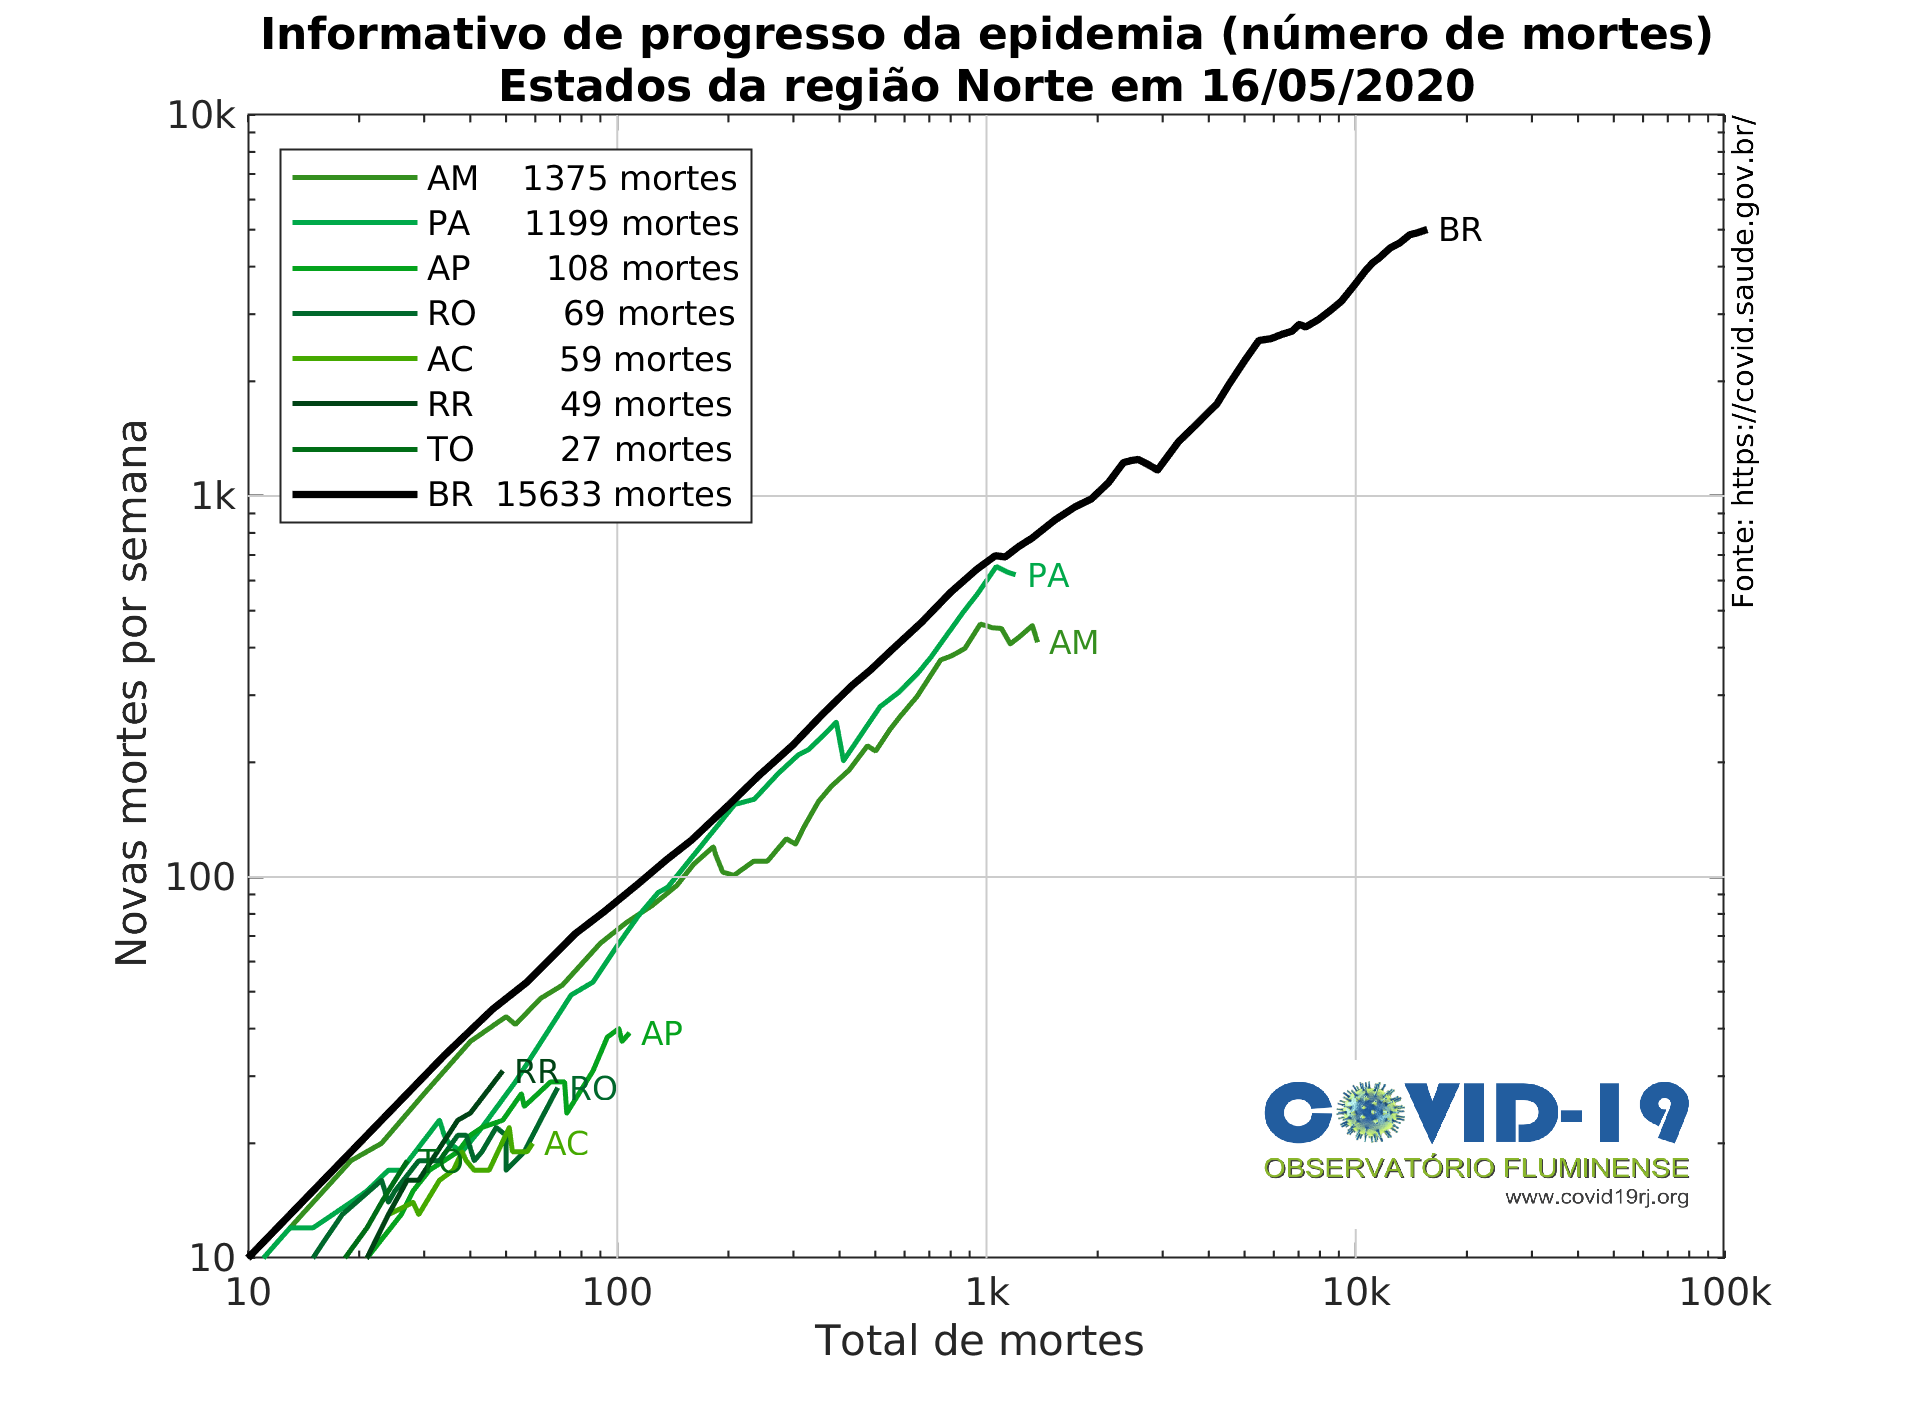 Informativo de progresso da epidemia (número de mortes)
Estados da região Norte em 16/05/2020
10k
1k
100
10
Novas mortes por semana
AM 1375 mortes
PA 1199 mortes
AP 108 mortes
RO 69 mortes
AC 59 mortes
RR 49 mortes
TO 27 mortes
BR 15633 mortes
BR
PA
AM
AP
RR
RO
AC
TO
Fonte: https://covid.saude.gov.br/
COVID-19
OBSERVATÓRIO FLUMINENSE
www.covid19rj.org
10 100 1k 10k 100k
Total de mortes